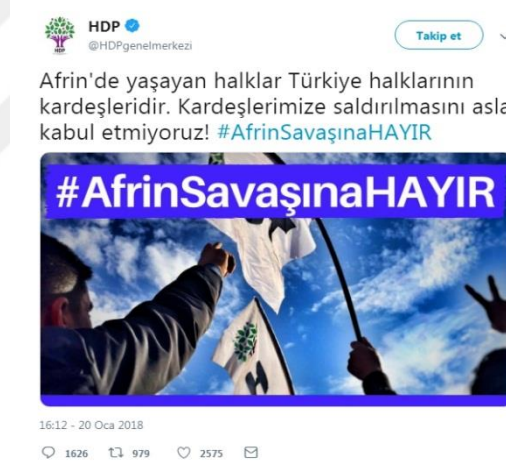 HDP
@HDPgenelmerkezi
Takip et
Afrin'de yaşayan halklar Türkiye halklarının
kardeşleridir. Kardeşlerimize saldırılmasını asla
kabul etmiyoruz! #AfrinSavaşınaHAYIR
#AfrinSavaşınaHAYIR
16:12 - 20 Oca 2018
1626 979 2575